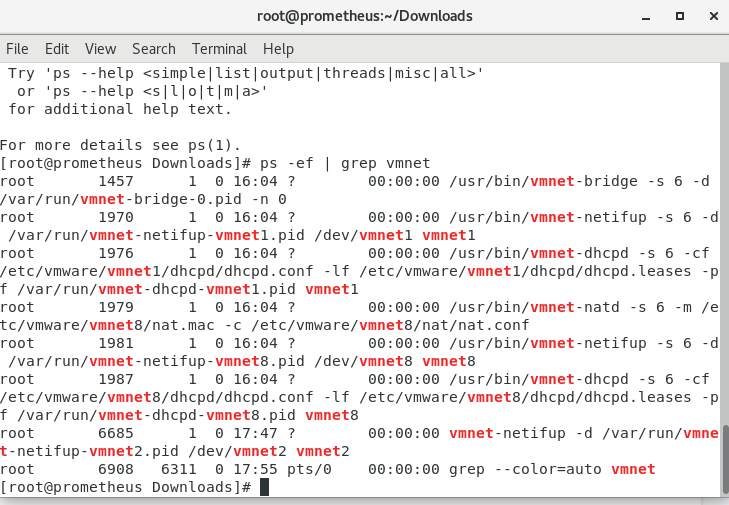 root@prometheus:~/Downloads
File Edit View Search Terminal Help
 Try 'ps --help <simple|list|output|threads|misc|all>'
  or 'ps --help <s|l|o|t|m|a>'
 for additional help text.

For more details see ps(1).
[root@prometheus Downloads]# ps -ef | grep vmnet
root       1457      1  0 16:04 ?        00:00:00 /usr/bin/vmnet-bridge -s 6 -d
/var/run/vmnet-bridge-0.pid -n 0
root       1970      1  0 16:04 ?        00:00:00 /usr/bin/vmnet-netifup -s 6 -d
 /var/run/vmnet-netifup-vmnet1.pid /dev/vmnet1 vmnet1
root       1976      1  0 16:04 ?        00:00:00 /usr/bin/vmnet-dhcpd -s 6 -cf
/etc/vmware/vmnet1/dhcpd/dhcpd.conf -lf /etc/vmware/vmnet1/dhcpd/dhcpd.leases -p
f /var/run/vmnet-dhcpd-vmnet1.pid vmnet1
root       1979      1  0 16:04 ?        00:00:00 /usr/bin/vmnet-natd -s 6 -m /e
tc/vmware/vmnet8/nat.mac -c /etc/vmware/vmnet8/nat/nat.conf
root       1981      1  0 16:04 ?        00:00:00 /usr/bin/vmnet-netifup -s 6 -d
 /var/run/vmnet-netifup-vmnet8.pid /dev/vmnet8 vmnet8
root       1987      1  0 16:04 ?        00:00:00 /usr/bin/vmnet-dhcpd -s 6 -cf
/etc/vmware/vmnet8/dhcpd/dhcpd.conf -lf /etc/vmware/vmnet8/dhcpd/dhcpd.leases -p
f /var/run/vmnet-dhcpd-vmnet8.pid vmnet8
root       6685      1  0 17:47 ?        00:00:00 vmnet-netifup -d /var/run/vmne
t-netifup-vmnet2.pid /dev/vmnet2 vmnet2
root       6908   6311  0 17:55 pts/0    00:00:00 grep --color=auto vmnet
[root@prometheus Downloads]#